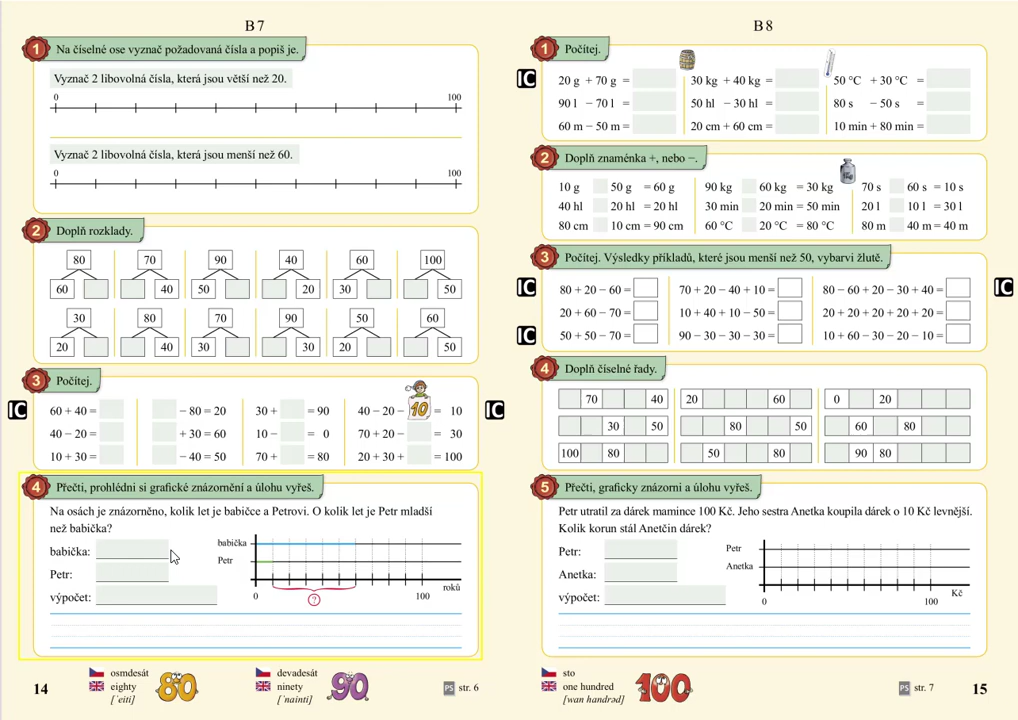 B 7
1 Na číselné ose vyznač požadovaná čísla a popiš je.
Vyznač 2 libovolná čísla, která jsou větší než 20.
0 100
Vyznač 2 libovolná čísla, která jsou menší než 60.
0 100
2 Doplň rozklady.
80 70 90 40 60 100
60 40 50 20 30 50
30 80 70 90 50 60
20 40 30 30 20 50
3 Počítej.
60 + 40 = − 80 = 20 30 + = 90 40 − 20 − = 10
40 − 20 = + 30 = 60 10 − = 0 70 + 20 − = 30
10 + 30 = − 40 = 50 70 + = 80 20 + 30 + = 100
10
IC IC
4 Přečti, prohlédni si grafické znázornění a úlohu vyřeš.
Na osách je znázorněno, kolik let je babičce a Petrovi. O kolik let je Petr mladší
než babička?
babička:
Petr:
výpočet:
babička
Petr
roků
0 100
?
14
osmdesát
eighty
[ˈeiti]
80
devadesát
ninety
[ˈnainti]
90
PS str. 6
B 8
1 Počítej.
IC
20 g + 70 g = 30 kg + 40 kg = 50 °C + 30 °C =
90 l − 70 l = 50 hl − 30 hl = 80 s − 50 s =
60 m − 50 m = 20 cm + 60 cm = 10 min + 80 min =
2 Doplň znaménka +, nebo −.
10 g 50 g = 60 g 90 kg 60 kg = 30 kg 70 s 60 s = 10 s
40 hl 20 hl = 20 hl 30 min 20 min = 50 min 20 l 10 l = 30 l
80 cm 10 cm = 90 cm 60 °C 20 °C = 80 °C 80 m 40 m = 40 m
3 Počítej. Výsledky příkladů, které jsou menší než 50, vybarvi žlutě.
IC IC
80 + 20 − 60 = 70 + 20 − 40 + 10 = 80 − 60 + 20 − 30 + 40 =
20 + 60 − 70 = 10 + 40 + 10 − 50 = 20 + 20 + 20 + 20 + 20 =
IC
50 + 50 − 70 = 90 − 30 − 30 − 30 = 10 + 60 − 30 − 20 − 10 =
4 Doplň číselné řady.
70 40 20 60 0 20
30 50 80 50 60 80
100 80 50 80 90 80
5 Přečti, graficky znázorni a úlohu vyřeš.
Petr utratil za dárek mamince 100 Kč. Jeho sestra Anetka koupila dárek o 10 Kč levnější.
Kolik korun stál Anetčin dárek?
Petr:
Anetka:
výpočet:
Petr
Anetka
Kč
0 100
sto
one hundred
[wan handrəd]
100
PS str. 7
15